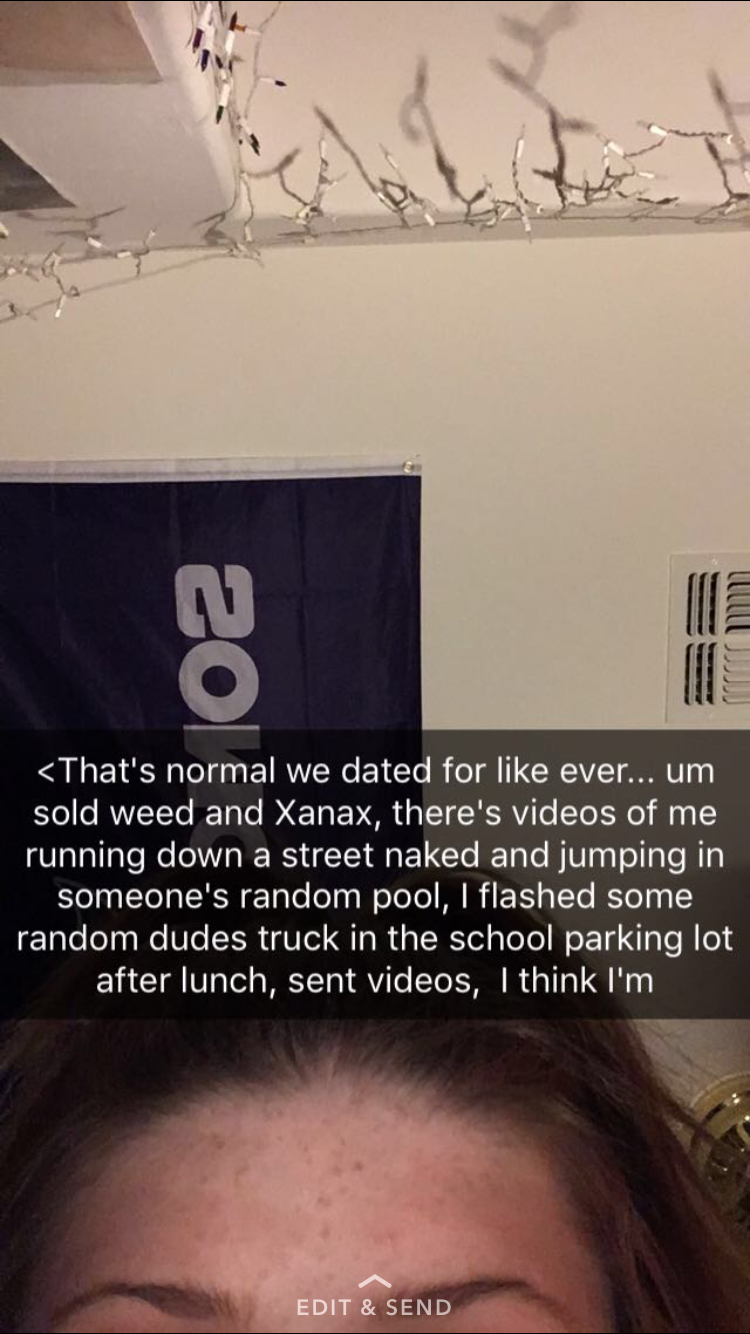 <That's normal we dated for like ever... um
sold weed and Xanax, there's videos of me
running down a street naked and jumping in
someone's random pool, I flashed some
random dudes truck in the school parking lot
after lunch, sent videos,  I think I'm
EDIT & SEND